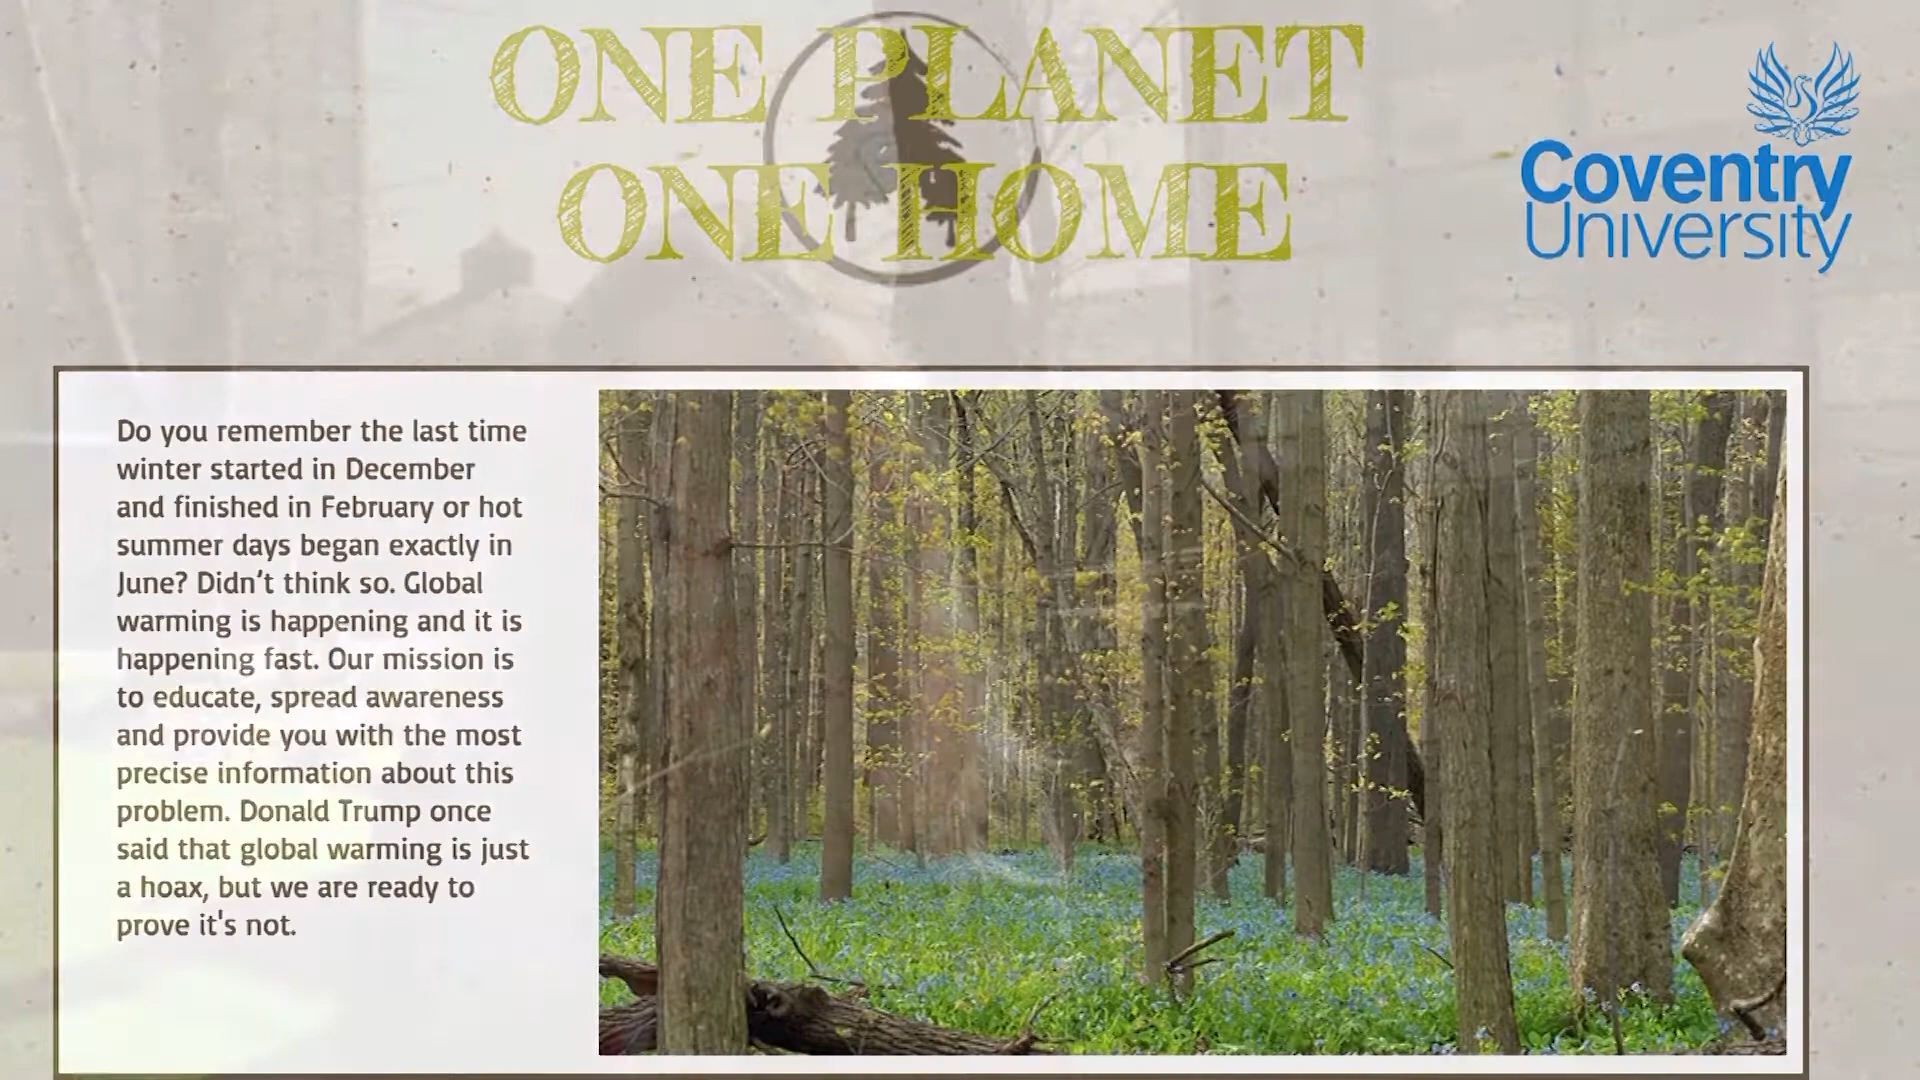 ONE PLANET
ONE HOME
Coventry
University
Do you remember the last time
winter started in December
and finished in February or hot
summer days began exactly in
June? Didn’t think so. Global
warming is happening and it is
happening fast. Our mission is
to educate, spread awareness
and provide you with the most
precise information about this
problem. Donald Trump once
said that global warming is just
a hoax, but we are ready to
prove it's not.